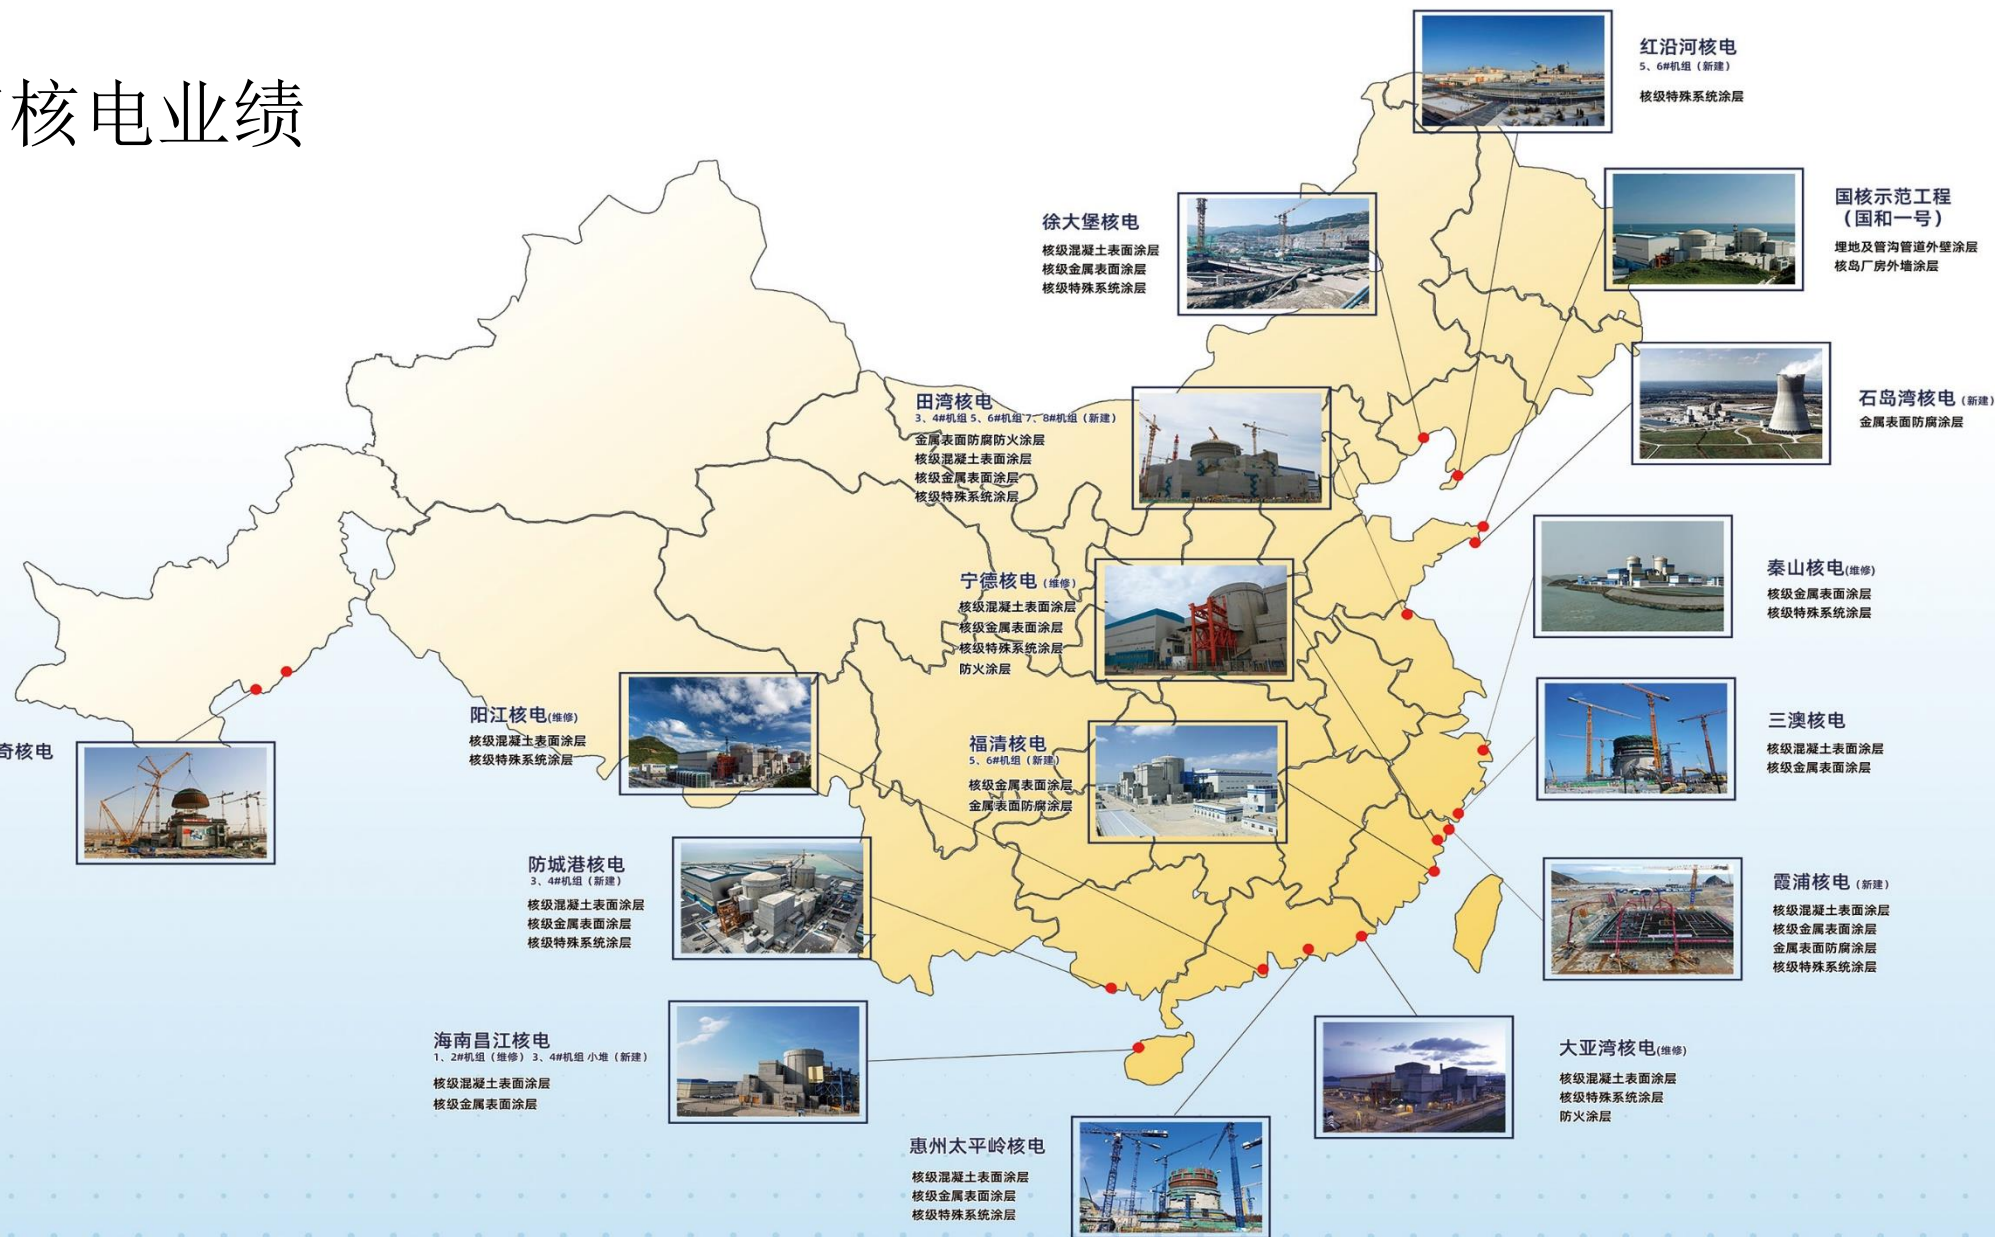 核电业绩
红沿河核电
5、6#机组（新建）
核级特殊系统涂层
国核示范工程
（国和一号）
埋地及管沟管道外壁涂层
核岛厂房外墙涂层
徐大堡核电
核级混凝土表面涂层
核级金属表面涂层
核级特殊系统涂层
石岛湾核电（新建）
金属表面防腐涂层
田湾核电
3、4#机组 5、6#机组 7、8#机组（新建）
金属表面防腐防火涂层
核级混凝土表面涂层
核级金属表面涂层
核级特殊系统涂层
秦山核电(维修)
核级金属表面涂层
核级特殊系统涂层
宁德核电（维修）
核级混凝土表面涂层
核级金属表面涂层
核级特殊系统涂层
防火涂层
阳江核电(维修)
核级混凝土表面涂层
核级特殊系统涂层
福清核电
5、6#机组（新建）
核级金属表面涂层
金属表面防腐涂层
三澳核电
核级混凝土表面涂层
核级金属表面涂层
奇核电
防城港核电
3、4#机组（新建）
核级混凝土表面涂层
核级金属表面涂层
核级特殊系统涂层
霞浦核电（新建）
核级混凝土表面涂层
核级金属表面涂层
金属表面防腐涂层
核级特殊系统涂层
海南昌江核电
1、2#机组（维修） 3、4#机组 小堆（新建）
核级混凝土表面涂层
核级金属表面涂层
大亚湾核电(维修)
核级混凝土表面涂层
核级特殊系统涂层
防火涂层
惠州太平岭核电
核级混凝土表面涂层
核级金属表面涂层
核级特殊系统涂层